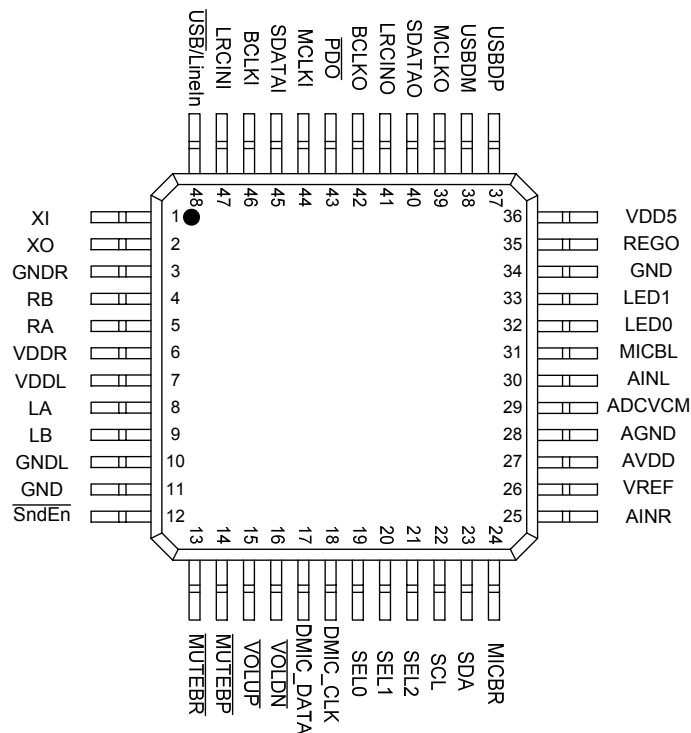 USB/LineIn
LRCINI
BCLKI
SDATAI
MCLKI
PDO
BCLKO
LRCINO
SDATAO
MCLKO
USBDM
USBDP
48
47
46
45
44
43
42
41
40
39
38
37
XI 1 36 VDD5
XO 2 35 REGO
GNDR 3 34 GND
RB 4 33 LED1
RA 5 32 LED0
VDDR 6 31 MICBL
VDDL 7 30 AINL
LA 8 29 ADCVCM
LB 9 28 AGND
GNDL 10 27 AVDD
GND 11 26 VREF
SndEn 12 25 AINR
13
14
15
16
17
18
19
20
21
22
23
24
MUTEBR
MUTEBP
VOLUP
VOLDN
DMIC_DATA
DMIC_CLK
SEL0
SEL1
SEL2
SCL
SDA
MICBR